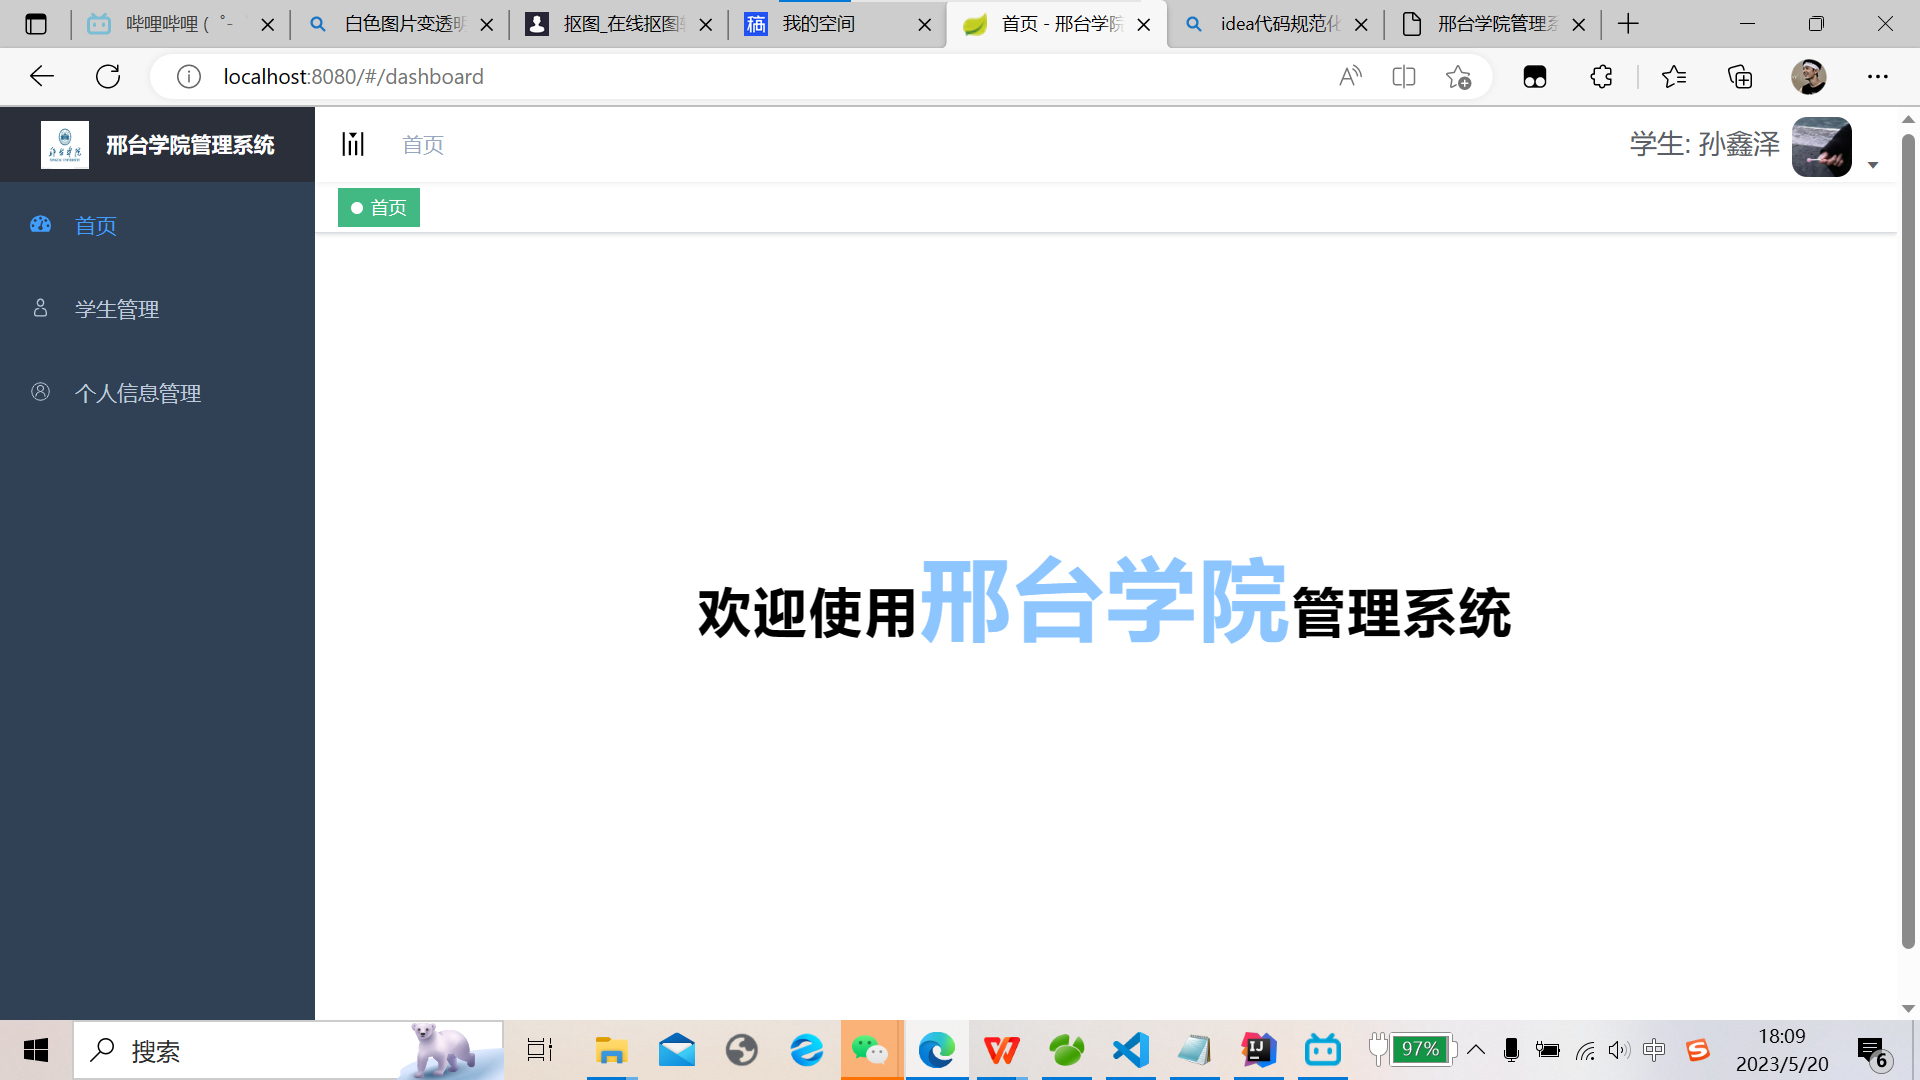 哔哩哔哩 ( ゜-
白色图片变透明
抠图_在线抠图软
稿
我的空间
首页 - 邢台学院
idea代码规范化
邢台学院管理系
localhost:8080/#/dashboard
邢台学院管理系统
首页
学生: 孙鑫泽
首页
首页
学生管理
个人信息管理
欢迎使用邢台学院管理系统
搜索
97%
中
18:09
2023/5/20
6